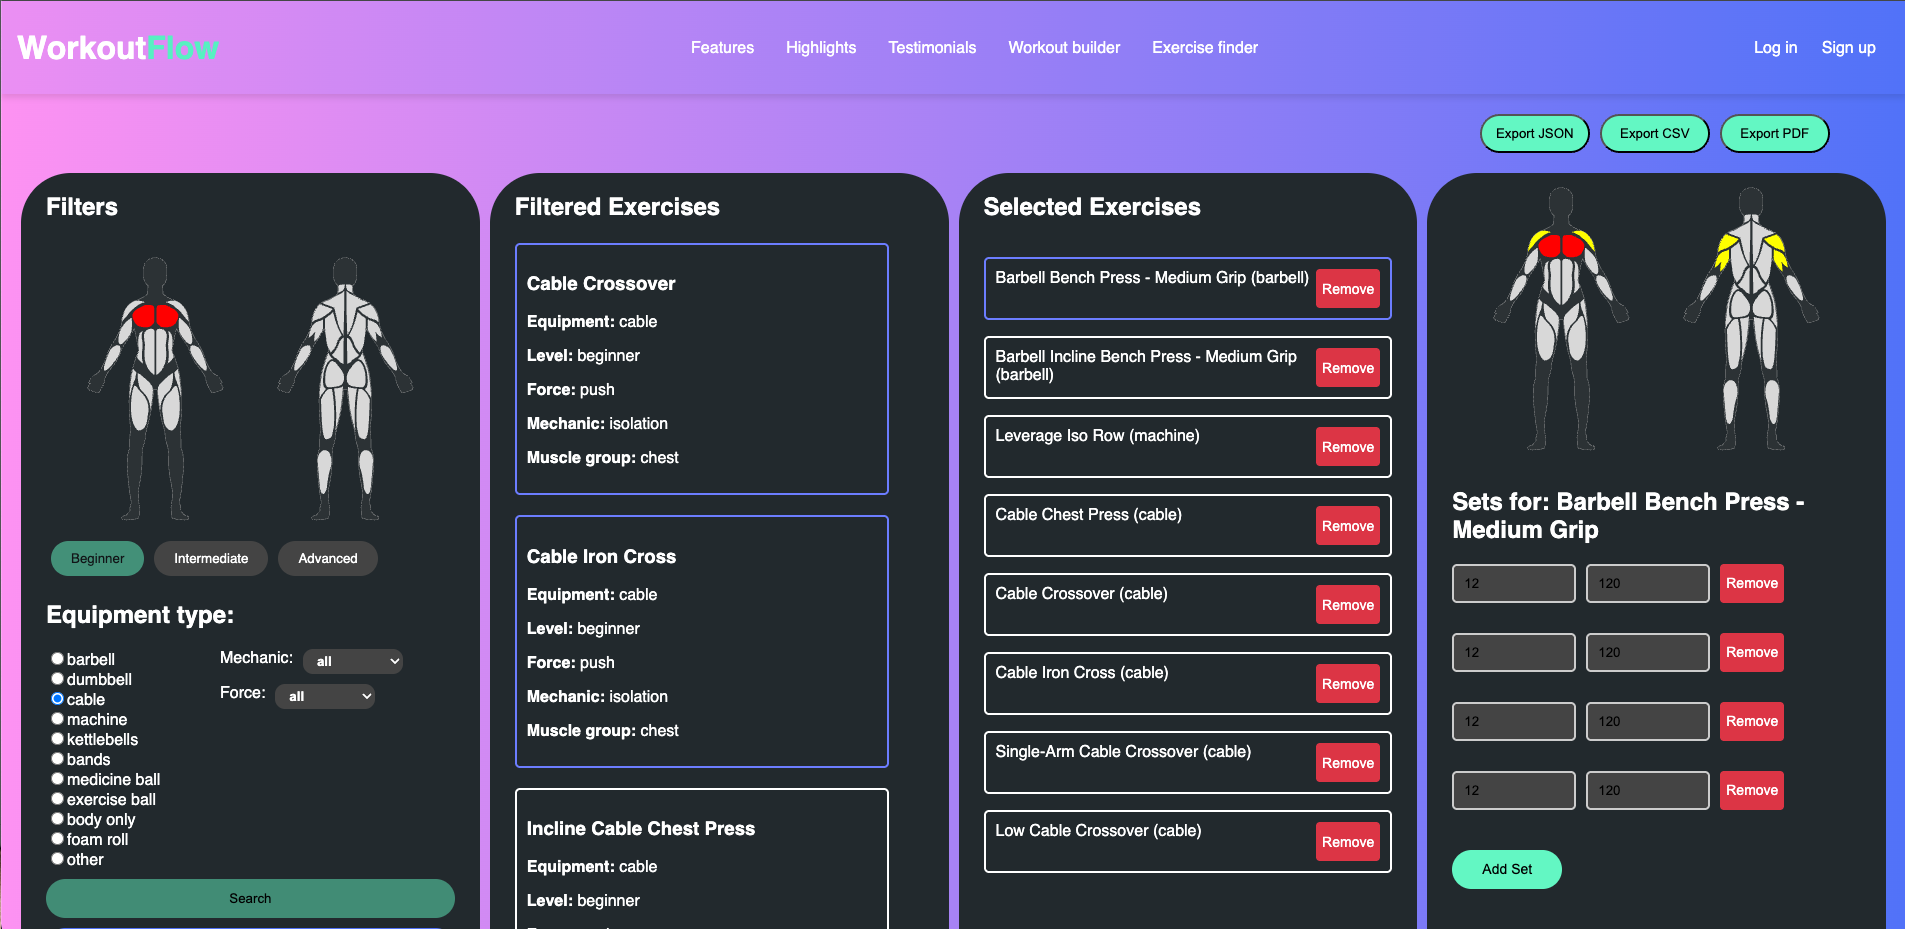 WorkoutFlow
Features
Highlights
Testimonials
Workout builder
Exercise finder
Log in
Sign up
Export JSON
Export CSV
Export PDF
Filters
Beginner
Intermediate
Advanced
Equipment type:
barbell
dumbbell
cable
machine
kettlebells
bands
medicine ball
exercise ball
body only
foam roll
other
Mechanic: all
Force: all
Search
Filtered Exercises
Cable Crossover
Equipment: cable
Level: beginner
Force: push
Mechanic: isolation
Muscle group: chest
Cable Iron Cross
Equipment: cable
Level: beginner
Force: push
Mechanic: isolation
Muscle group: chest
Incline Cable Chest Press
Equipment: cable
Level: beginner
Selected Exercises
Barbell Bench Press - Medium Grip (barbell)
Remove
Barbell Incline Bench Press - Medium Grip
(barbell)
Remove
Leverage Iso Row (machine)
Remove
Cable Chest Press (cable)
Remove
Cable Crossover (cable)
Remove
Cable Iron Cross (cable)
Remove
Single-Arm Cable Crossover (cable)
Remove
Low Cable Crossover (cable)
Remove
Sets for: Barbell Bench Press -
Medium Grip
12 120 Remove
12 120 Remove
12 120 Remove
12 120 Remove
Add Set